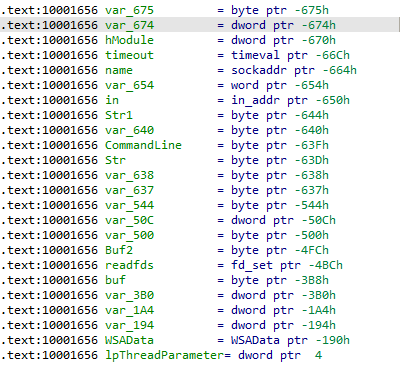 .text:10001656 var_675 = byte ptr -675h
.text:10001656 var_674 = dword ptr -674h
.text:10001656 hModule = dword ptr -670h
.text:10001656 timeout = timeval ptr -66Ch
.text:10001656 name = sockaddr ptr -664h
.text:10001656 var_654 = word ptr -654h
.text:10001656 in = in_addr ptr -650h
.text:10001656 Str1 = byte ptr -644h
.text:10001656 var_640 = byte ptr -640h
.text:10001656 CommandLine = byte ptr -63Fh
.text:10001656 Str = byte ptr -63Dh
.text:10001656 var_638 = byte ptr -638h
.text:10001656 var_637 = byte ptr -637h
.text:10001656 var_544 = byte ptr -544h
.text:10001656 var_50C = dword ptr -50Ch
.text:10001656 var_500 = byte ptr -500h
.text:10001656 Buf2 = byte ptr -4FCh
.text:10001656 readfds = fd_set ptr -4BCh
.text:10001656 buf = byte ptr -3B8h
.text:10001656 var_3B0 = dword ptr -3B0h
.text:10001656 var_1A4 = dword ptr -1A4h
.text:10001656 var_194 = dword ptr -194h
.text:10001656 WSAData = WSAData ptr -190h
.text:10001656 lpThreadParameter= dword ptr 4